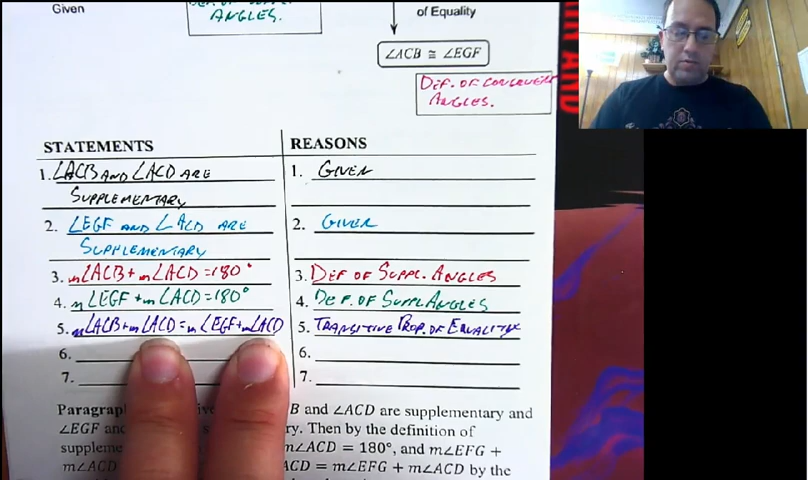 Given
ANGLES.
of Equality
∠ACB ≅ ∠EGF
DEF. OF CONGRUENT
ANGLES.
STATEMENTS REASONS
1. ∠ACB AND ∠ACD ARE 1. GIVEN
SUPPLEMENTARY
2. ∠EGF AND ∠ACD ARE 2. GIVEN
SUPPLEMENTARY
3. m∠ACB + m∠ACD = 180° 3. DEF OF SUPPL. ANGLES
4. m∠EGF + m∠ACD = 180° 4. DEF. OF SUPPL ANGLES
5. m∠ACB + m∠ACD = m∠EGF + m∠ACD 5. TRANSITIVE PROP. OF EQUALITY
6. 6.
7. 7.
Paragraph B and ∠ACD are supplementary and
∠EGF and ry. Then by the definition of
suppleme m∠ACD = 180°, and m∠EFG +
m∠ACD ACD = m∠EFG + m∠ACD by the